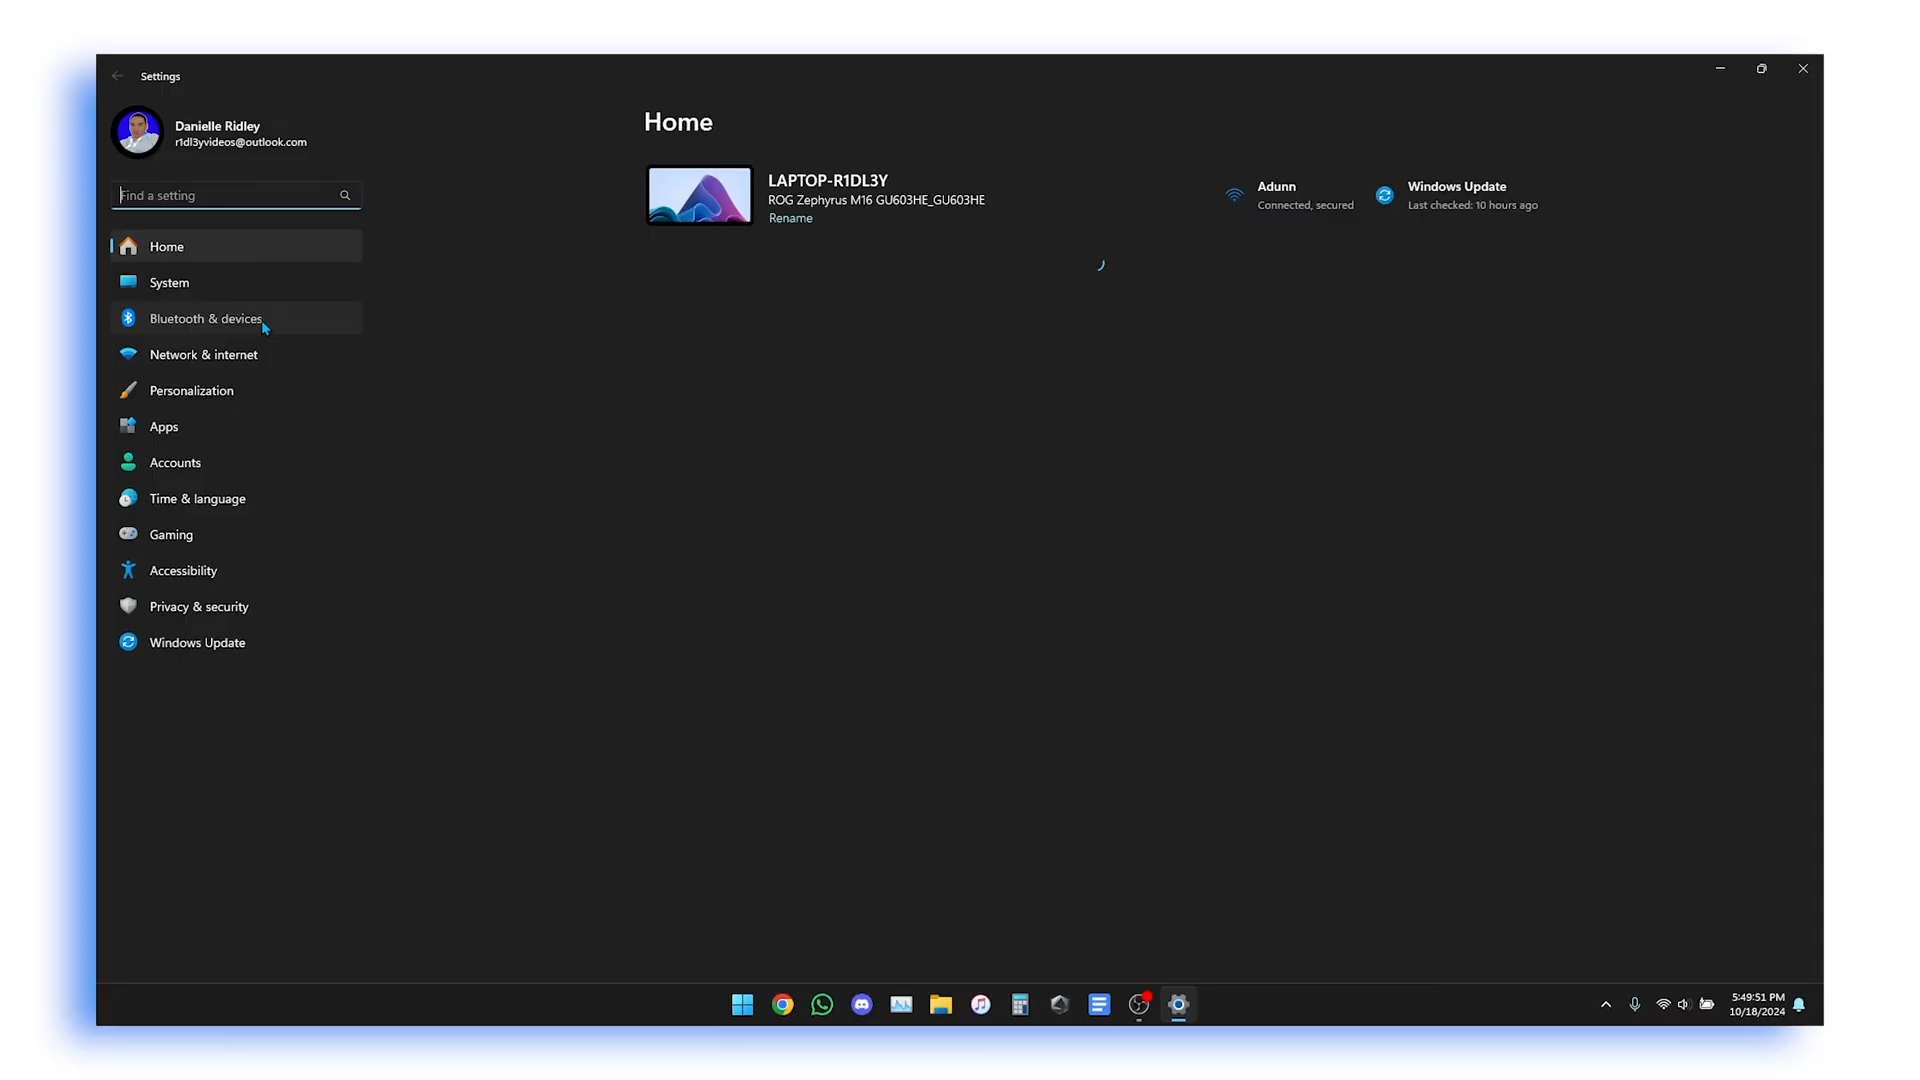 Settings
Danielle Ridley
r1dl3yvideos@outlook.com
Find a setting
Home
System
Bluetooth & devices
Network & internet
Personalization
Apps
Accounts
Time & language
Gaming
Accessibility
Privacy & security
Windows Update
Home
LAPTOP-R1DL3Y
ROG Zephyrus M16 GU603HE_GU603HE
Rename
Adunn
Connected, secured
Windows Update
Last checked: 10 hours ago
5:49:51 PM
10/18/2024